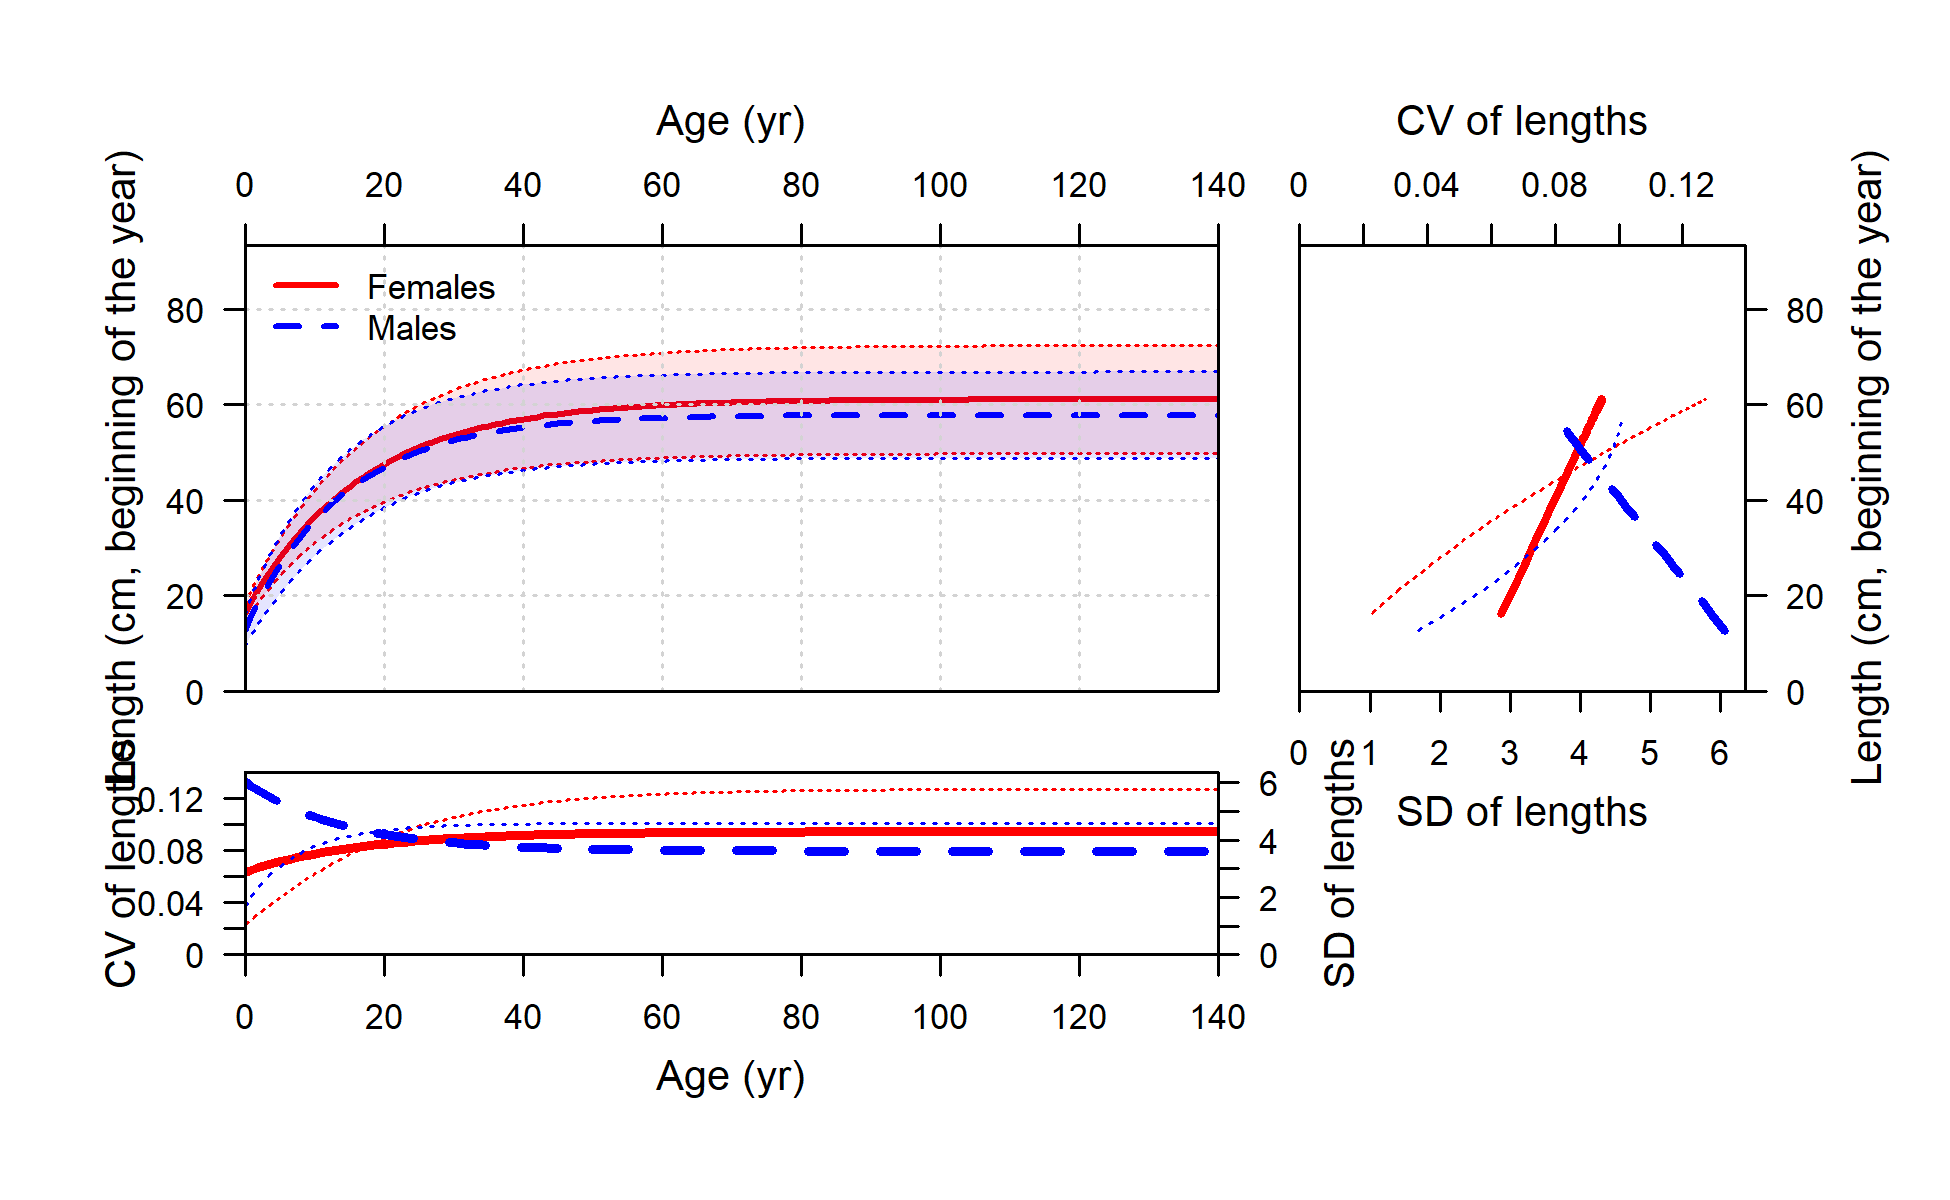 Age (yr)
0 20 40 60 80 100 120 140
CV of lengths
0 0.04 0.08 0.12
Length (cm, beginning of the year)
80
60
40
20
0
Females
Males
80
60
40
20
0
Length (cm, beginning of the year)
0 1 2 3 4 5 6
SD of lengths
CV of lengths
0.12
0.08
0.04
0
6
4
2
0
SD of lengths
0 20 40 60 80 100 120 140
Age (yr)